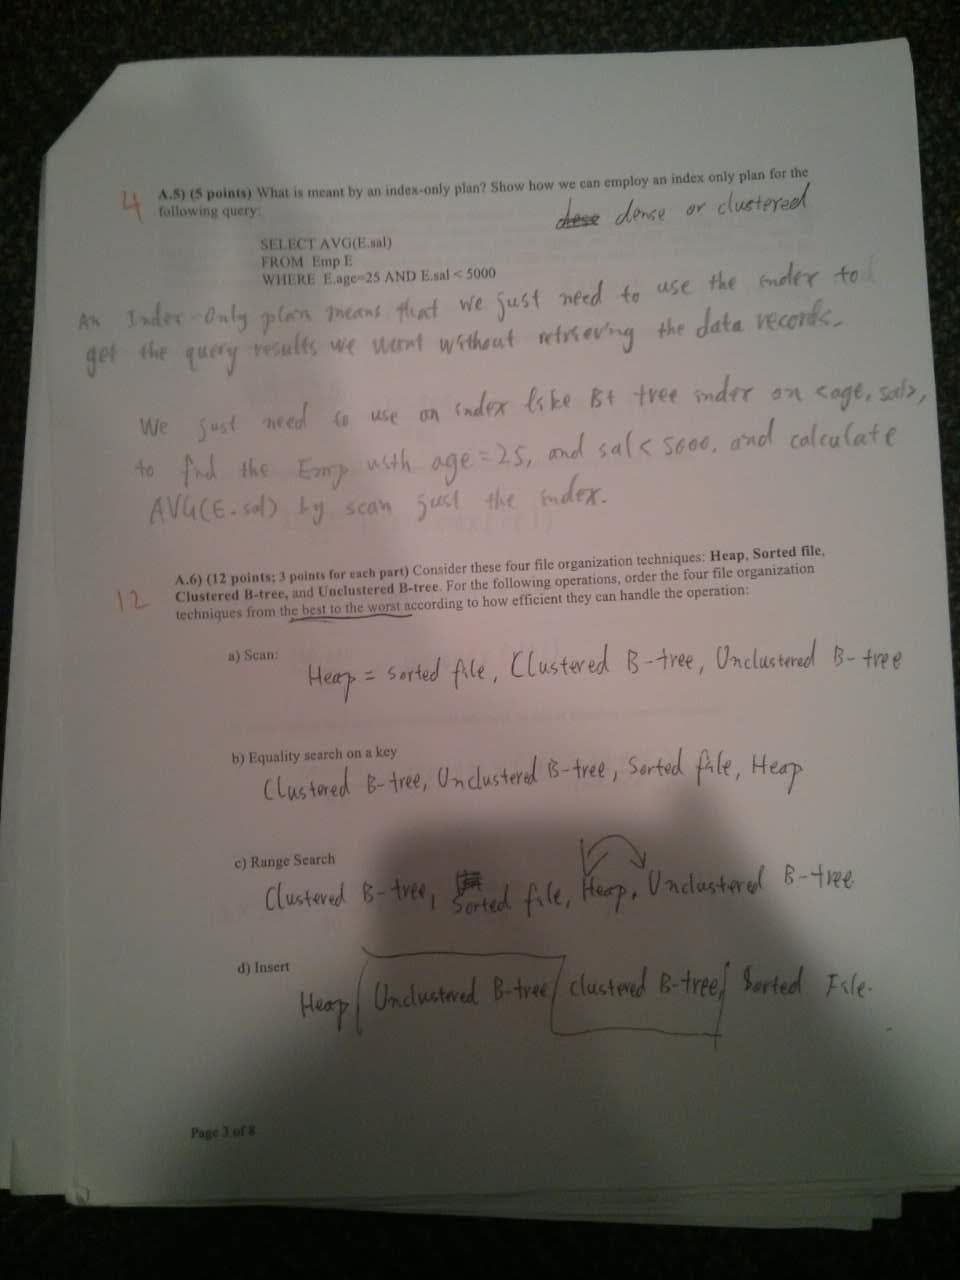 4
A.5) (5 points) What is meant by an index-only plan? Show how we can employ an index only plan for the
following query:
dense or clustered
SELECT AVG(E.sal)
FROM Emp E
WHERE E.age=25 AND E.sal < 5000
An Index-Only plan means that we just need to use the index to
get the query results we want without retrieving the data records.
We just need to use an index like B+ tree index on <age, sal>,
to find the Emp with age = 25, and sal < 5000, and calculate
AVG(E.sal) by scan just the index.
12
A.6) (12 points; 3 points for each part) Consider these four file organization techniques: Heap, Sorted file,
Clustered B-tree, and Unclustered B-tree. For the following operations, order the four file organization
techniques from the best to the worst according to how efficient they can handle the operation:
a) Scan:
Heap = sorted file, Clustered B-tree, Unclustered B-tree
b) Equality search on a key
Clustered B-tree, Unclustered B-tree, Sorted file, Heap
c) Range Search
Clustered B-tree, Sorted file, Heap, Unclustered B-tree
d) Insert
Heap Unclustered B-tree clustered B-tree, Sorted File.
Page 3 of 8